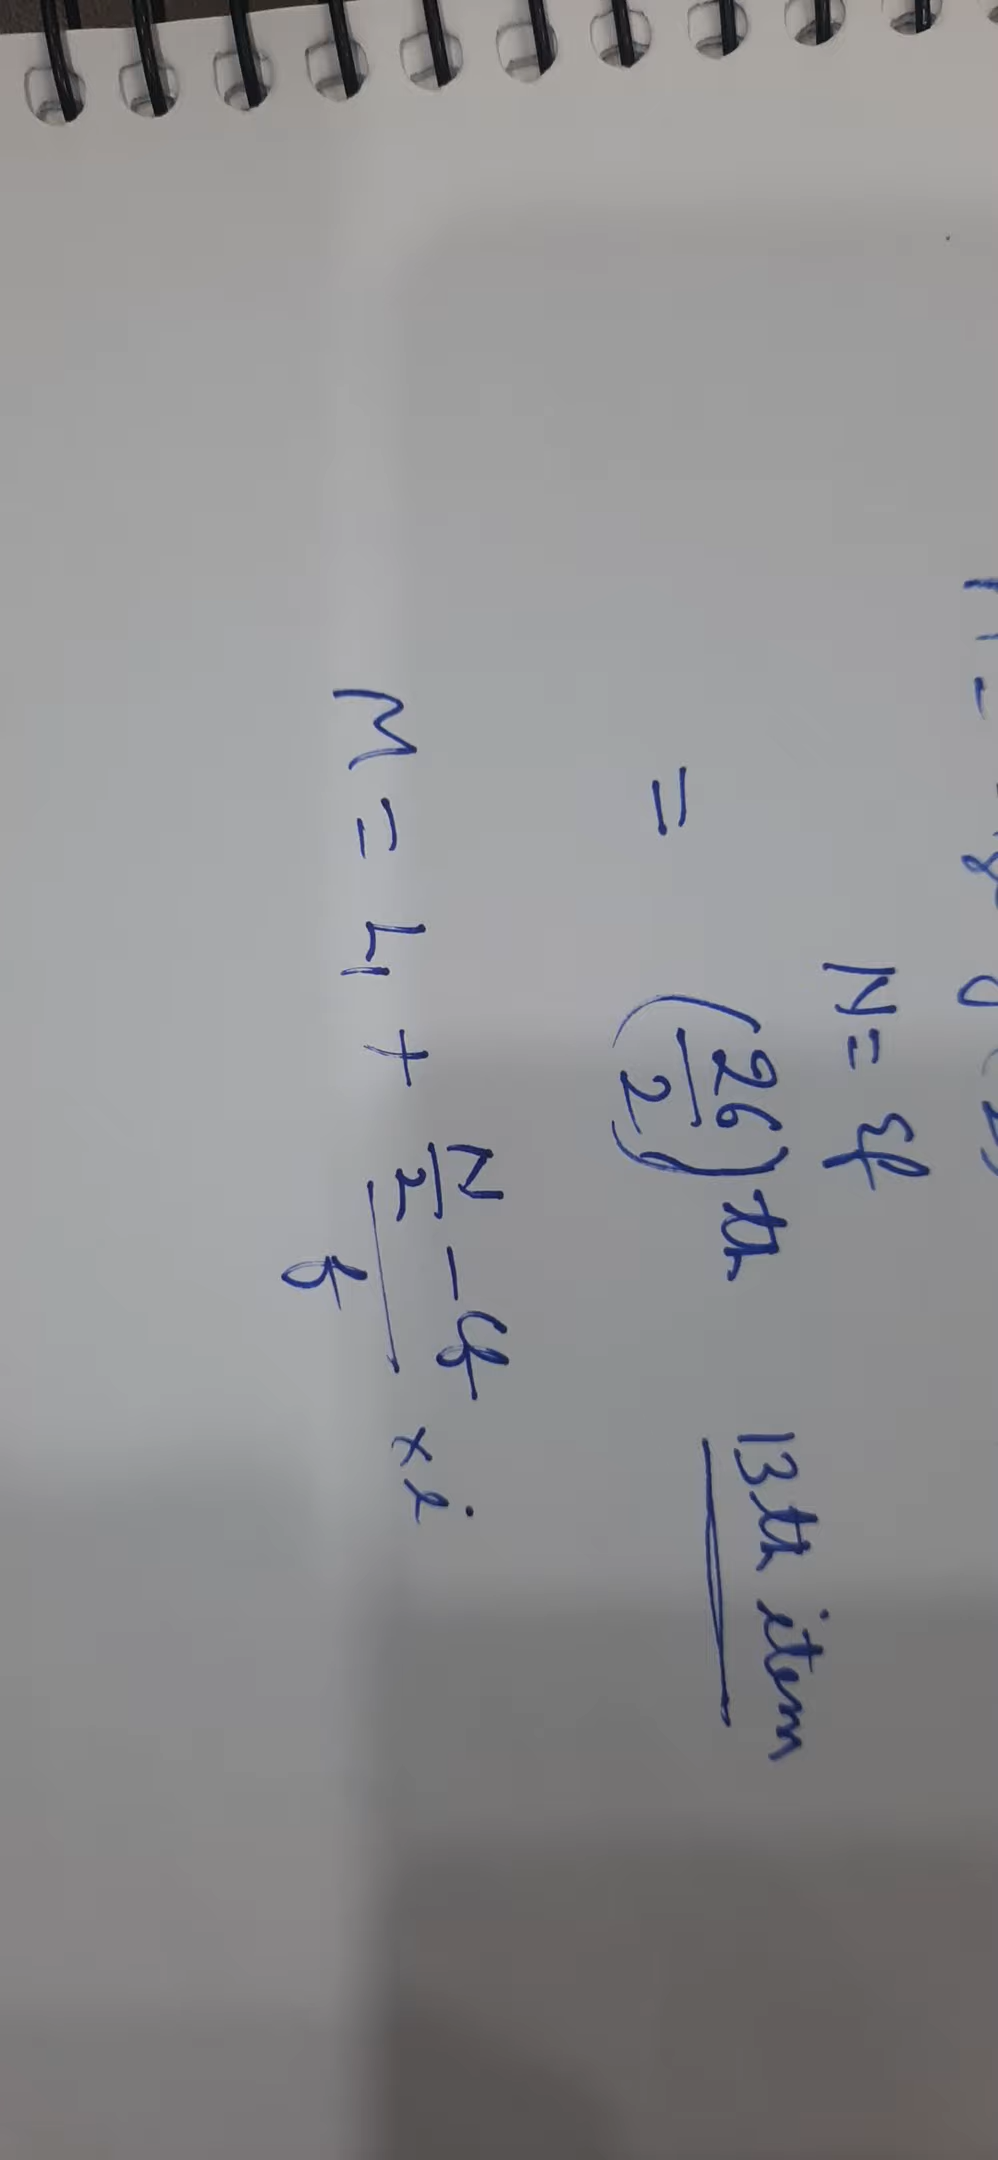 N = Σf
= (26/2)th 13th item
M = L1 + N/2 - cf / f × i